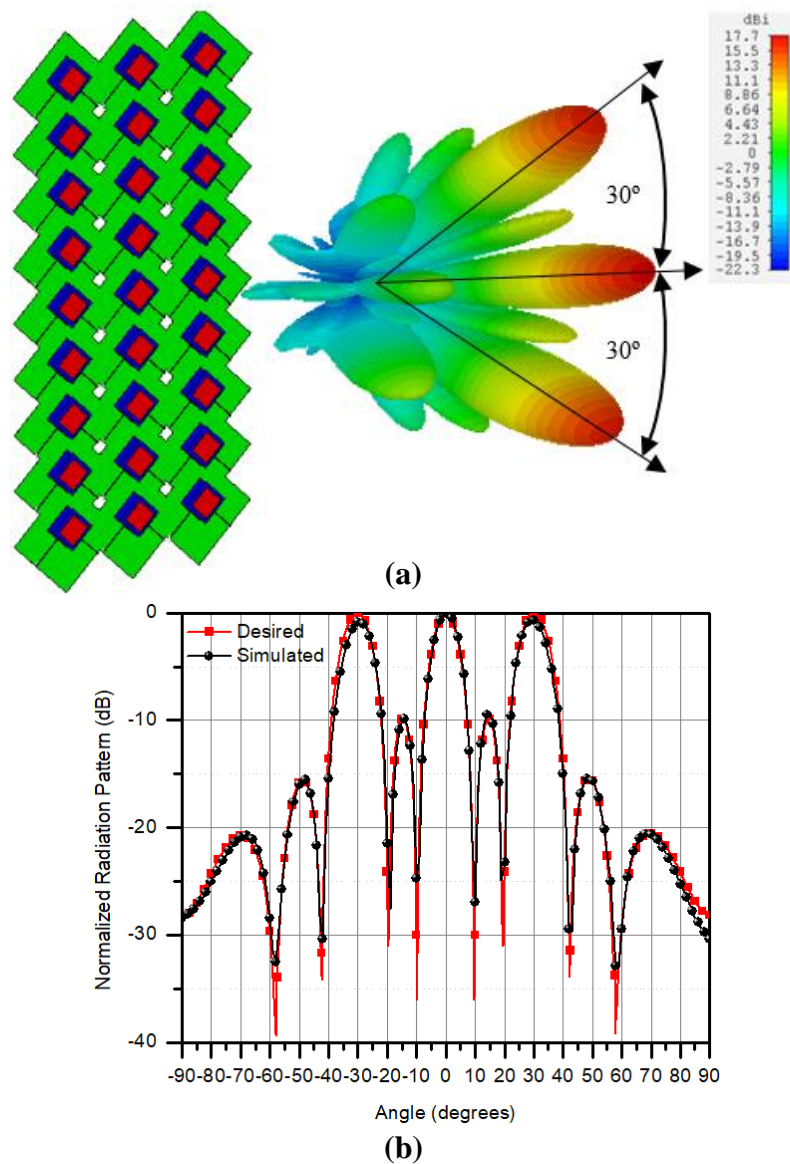 dBi
17.7
15.5
13.3
11.1
8.86
6.64
4.43
2.21
0
-2.79
-5.57
-8.36
-11.1
-13.9
-16.7
-19.5
-22.3
30º
30º
(a)
0
-10
-20
-30
-40
Desired
Simulated
Normalized Radiation Pattern (dB)
-90 -80 -70 -60 -50 -40 -30 -20 -10 0 10 20 30 40 50 60 70 80 90
Angle (degrees)
(b)